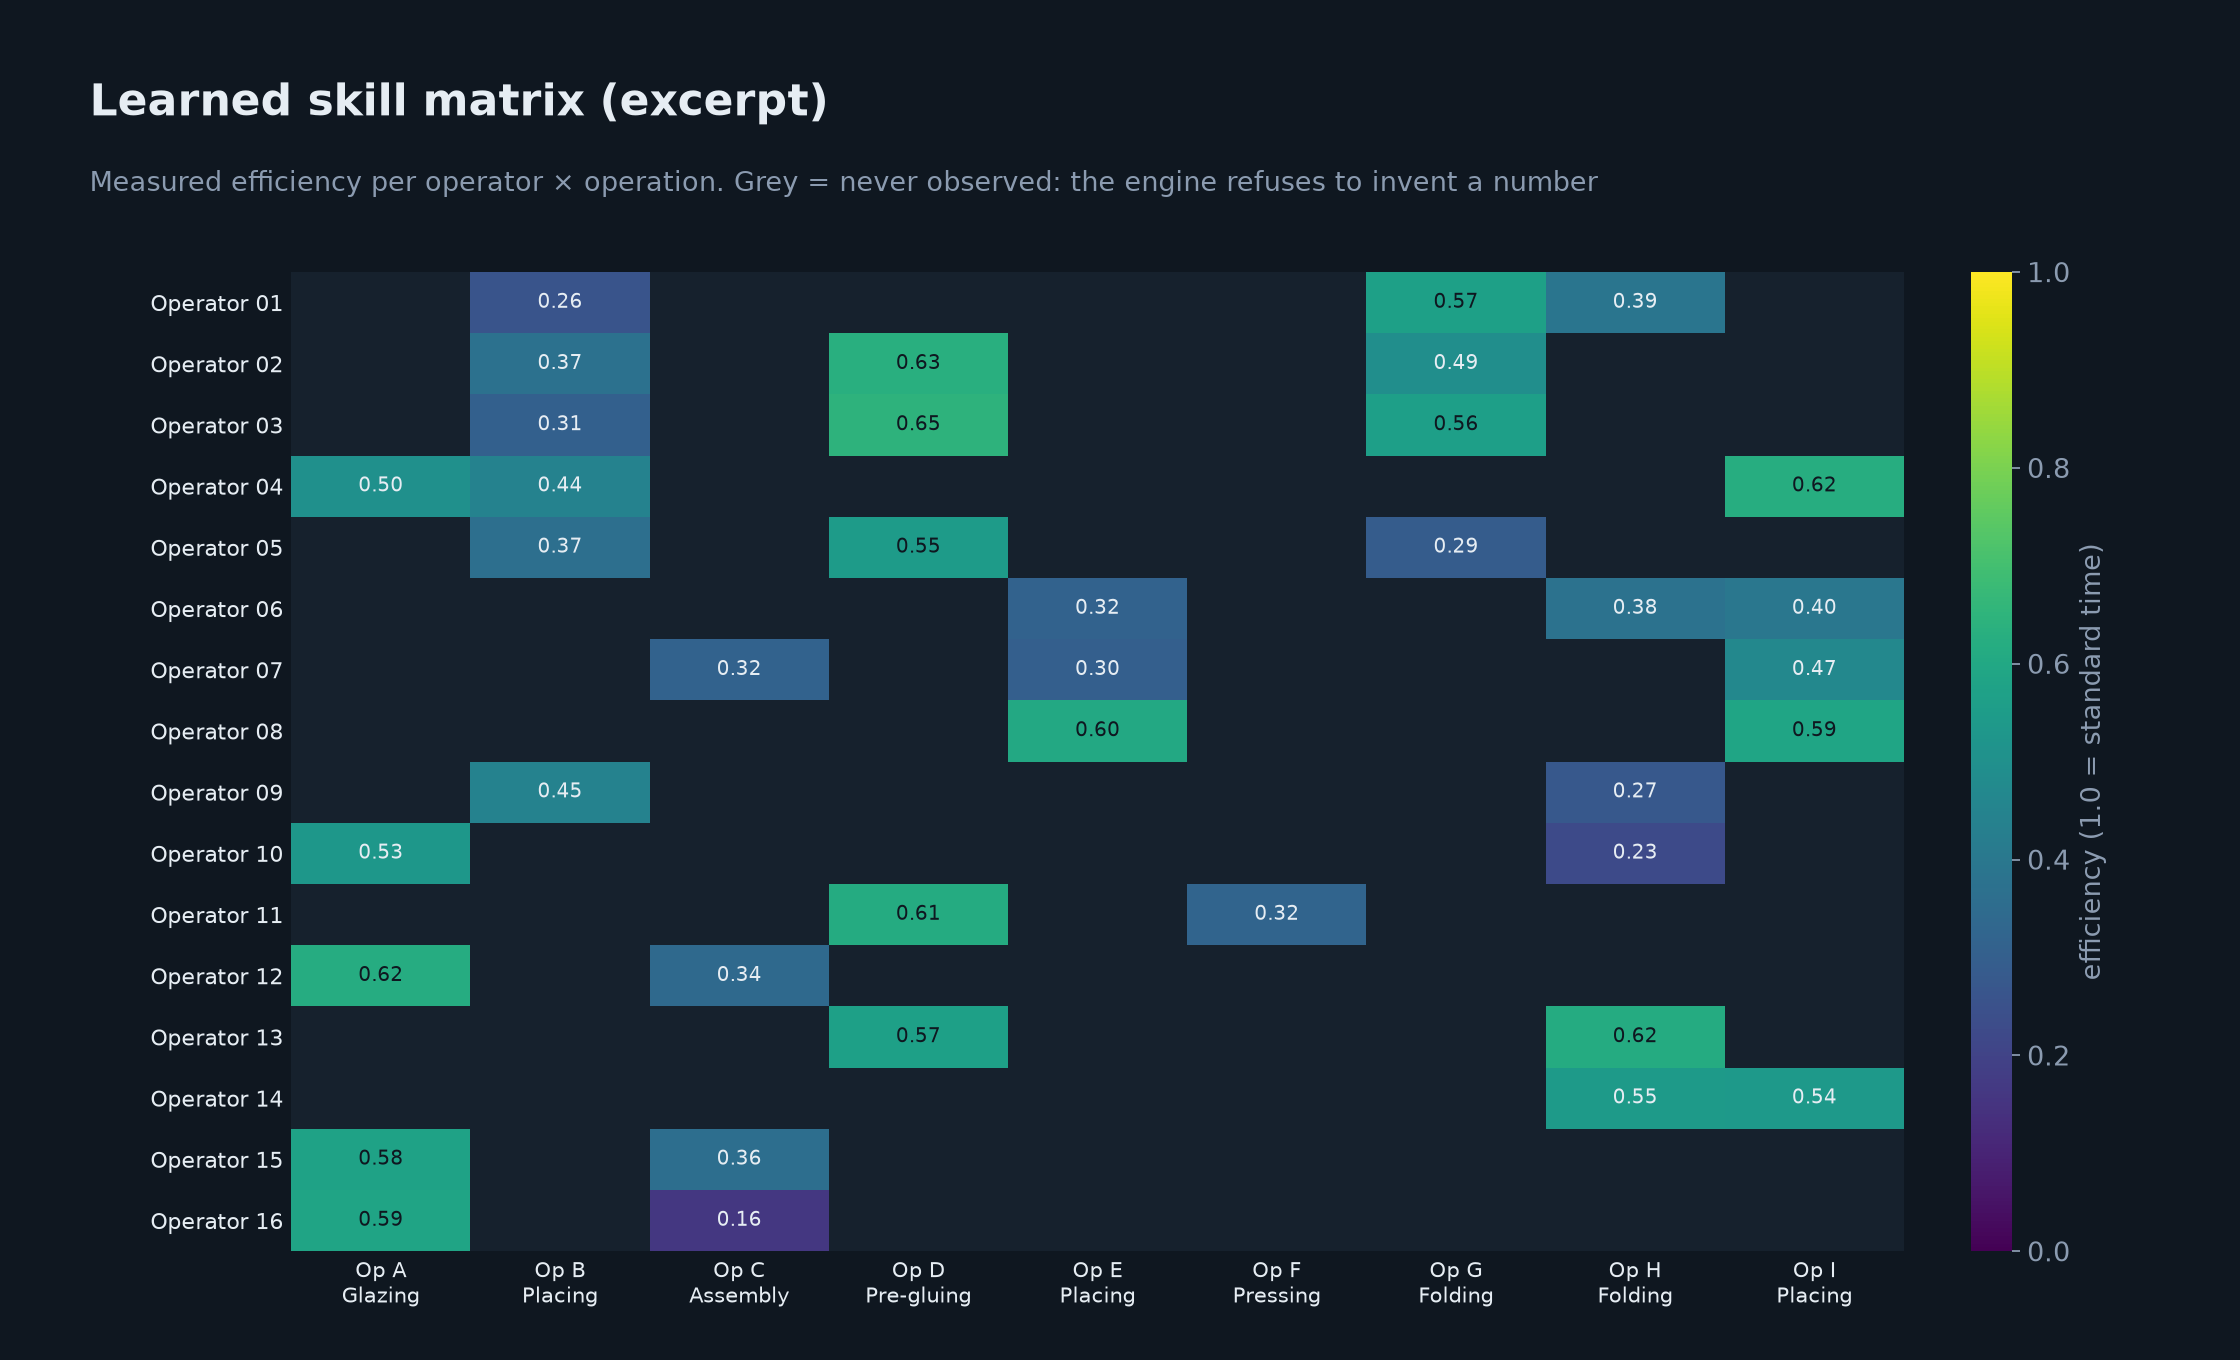 Learned skill matrix (excerpt)
Measured efficiency per operator × operation. Grey = never observed: the engine refuses to invent a number
Operator 01 0.26 0.57 0.39
Operator 02 0.37 0.63 0.49
Operator 03 0.31 0.65 0.56
Operator 04 0.50 0.44 0.62
Operator 05 0.37 0.55 0.29
Operator 06 0.32 0.38 0.40
Operator 07 0.32 0.30 0.47
Operator 08 0.60 0.59
Operator 09 0.45 0.27
Operator 10 0.53 0.23
Operator 11 0.61 0.32
Operator 12 0.62 0.34
Operator 13 0.57 0.62
Operator 14 0.55 0.54
Operator 15 0.58 0.36
Operator 16 0.59 0.16
Op A Op B Op C Op D Op E Op F Op G Op H Op I
Glazing Placing Assembly Pre-gluing Placing Pressing Folding Folding Placing
1.0
0.8
0.6
0.4
0.2
0.0
efficiency (1.0 = standard time)